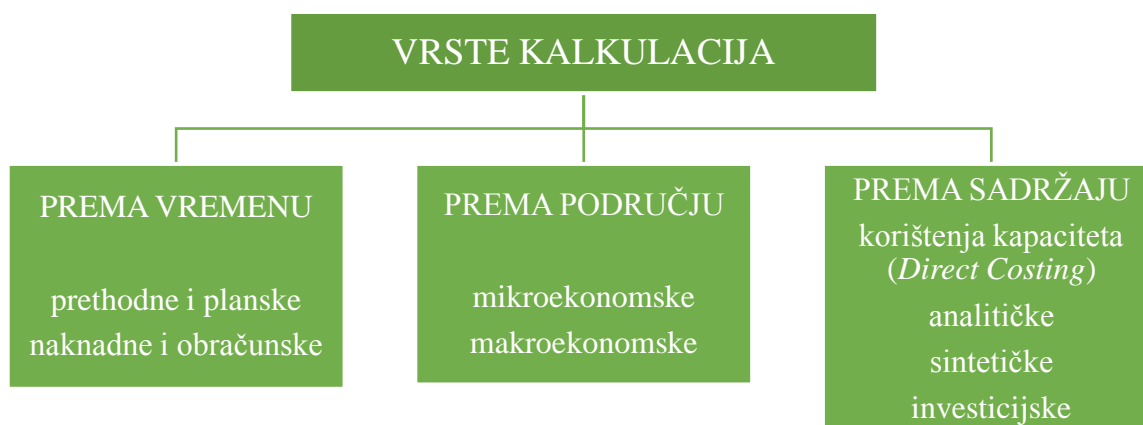 VRSTE KALKULACIJA
PREMA VREMENU
prethodne i planske
naknadne i obračunske
PREMA PODRUČJU
mikroekonomske
makroekonomske
PREMA SADRŽAJU
korištenja kapaciteta
(Direct Costing)
analitičke
sintetičke
investicijske